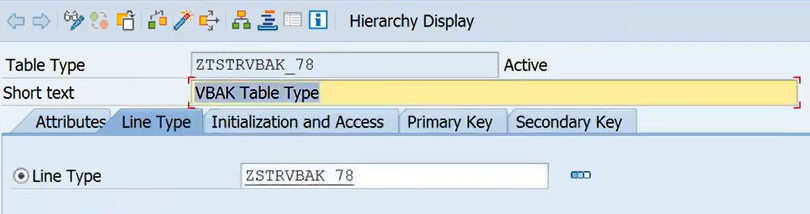 Hierarchy Display
Table Type ZTSTRVBAK_78 Active
Short text VBAK Table Type
Attributes Line Type Initialization and Access Primary Key Secondary Key
Line Type ZSTRVBAK_78